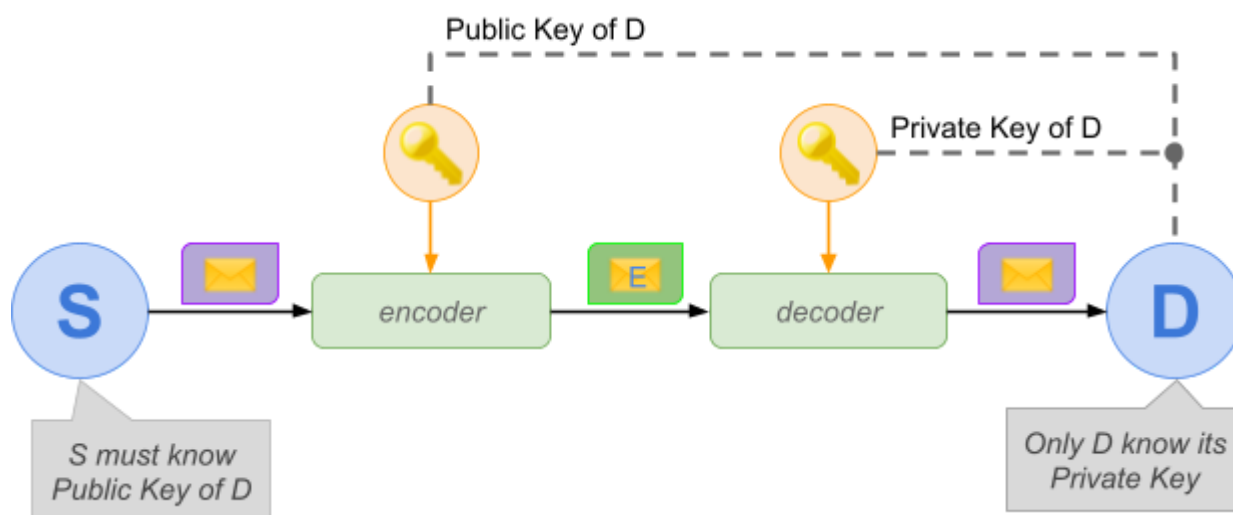 Public Key of D
Private Key of D
S
encoder
E
decoder
D
S must know
Public Key of D
Only D know its
Private Key